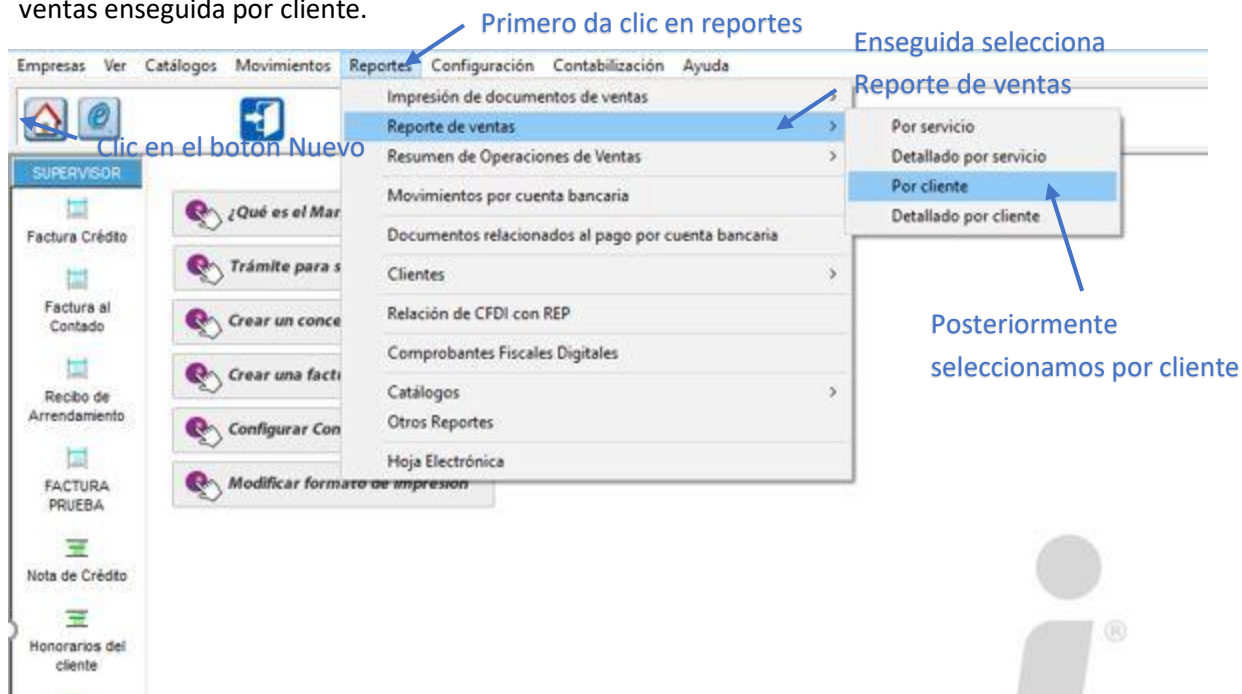 ventas enseguida por cliente.
Primero da clic en reportes
Enseguida selecciona
Reporte de ventas
Empresas Ver Catálogos Movimientos Reportes Configuración Contabilización Ayuda
Clic en el botón Nuevo
Impresión de documentos de ventas
Reporte de ventas
Resumen de Operaciones de Ventas
Movimientos por cuenta bancaria
Documentos relacionados al pago por cuenta bancaria
Clientes
Relación de CFDI con REP
Comprobantes Fiscales Digitales
Catálogos
Otros Reportes
Hoja Electrónica
Por servicio
Detallado por servicio
Por cliente
Detallado por cliente
Posteriormente
seleccionamos por cliente
SUPERVISOR
Factura Crédito
Factura al
Contado
Recibo de
Arrendamiento
FACTURA
PRUEBA
Nota de Crédito
Honorarios del
cliente
¿Qué es el Mar
Trámite para s
Crear un conce
Crear una fact
Configurar Con
Modificar formato de impresión
®